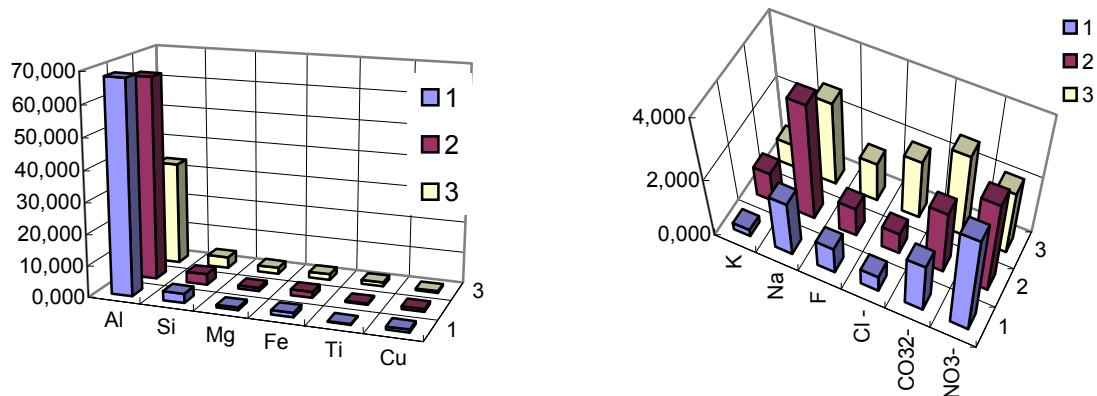 70,000
60,000
50,000
40,000
30,000
20,000
10,000
0,000
Al
Si
Mg
Fe
Ti
Cu
1
3
1
2
3
4,000
2,000
0,000
K
Na
F
Cl -
CO32-
NO3-
1
2
3
1
2
3